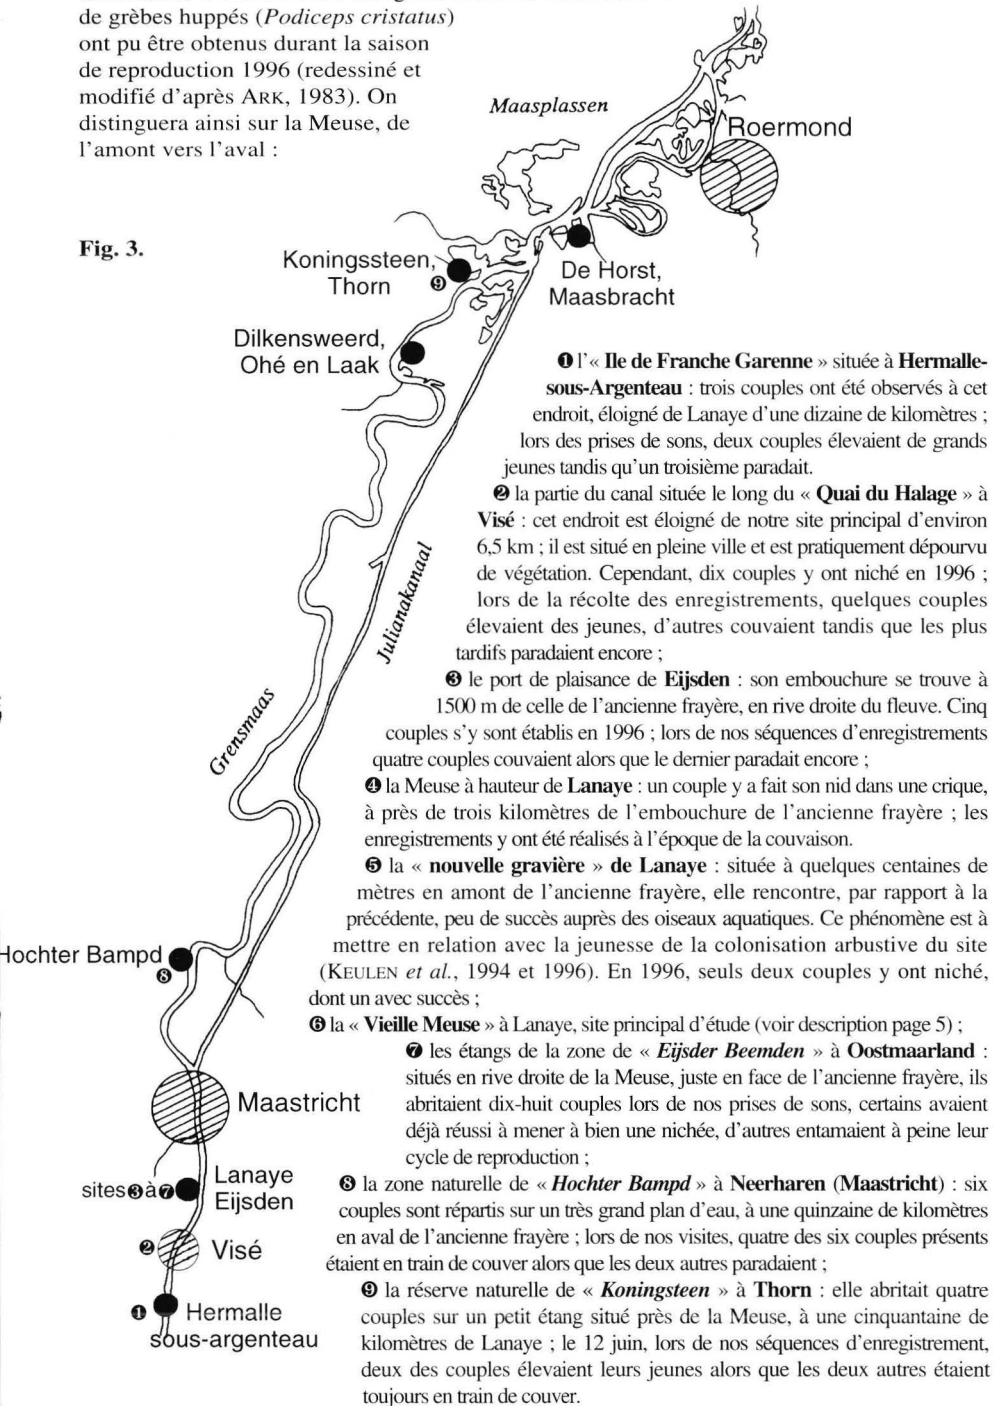 de grèbes huppés (Podiceps cristatus)
ont pu être obtenus durant la saison
de reproduction 1996 (redessiné et
modifié d'après ARK, 1983). On
distinguera ainsi sur la Meuse, de
l'amont vers l'aval :
Fig. 3.
Maasplassen
Roermond
Koningssteen,
Thorn
❾
De Horst,
Maasbracht
Dilkensweerd,
Ohé en Laak
Julianakanaal
Grensmaas
Hochter Bampd
❽
Maastricht
sites❸à❼
Lanaye
Eijsden
❷
Visé
❶
Hermalle
sous-argenteau
❶ l'« Ile de Franche Garenne » située à Hermalle-
sous-Argenteau : trois couples ont été observés à cet
endroit, éloigné de Lanaye d'une dizaine de kilomètres ;
lors des prises de sons, deux couples élevaient de grands
jeunes tandis qu'un troisième paradait.
❷ la partie du canal située le long du « Quai du Halage » à
Visé : cet endroit est éloigné de notre site principal d'environ
6,5 km ; il est situé en pleine ville et est pratiquement dépourvu
de végétation. Cependant, dix couples y ont niché en 1996 ;
lors de la récolte des enregistrements, quelques couples
élevaient des jeunes, d'autres couvaient tandis que les plus
tardifs paradaient encore ;
❸ le port de plaisance de Eijsden : son embouchure se trouve à
1500 m de celle de l'ancienne frayère, en rive droite du fleuve. Cinq
couples s'y sont établis en 1996 ; lors de nos séquences d'enregistrements
quatre couples couvaient alors que le dernier paradait encore ;
❹ la Meuse à hauteur de Lanaye : un couple y a fait son nid dans une crique,
à près de trois kilomètres de l'embouchure de l'ancienne frayère ; les
enregistrements y ont été réalisés à l'époque de la couvaison.
❺ la « nouvelle gravière » de Lanaye : située à quelques centaines de
mètres en amont de l'ancienne frayère, elle rencontre, par rapport à la
précédente, peu de succès auprès des oiseaux aquatiques. Ce phénomène est à
mettre en relation avec la jeunesse de la colonisation arbustive du site
(KEULEN et al., 1994 et 1996). En 1996, seuls deux couples y ont niché,
dont un avec succès ;
❻ la « Vieille Meuse » à Lanaye, site principal d'étude (voir description page 5) ;
❼ les étangs de la zone de « Eijsder Beemden » à Oostmaarland :
situés en rive droite de la Meuse, juste en face de l'ancienne frayère, ils
abritaient dix-huit couples lors de nos prises de sons, certains avaient
déjà réussi à mener à bien une nichée, d'autres entamaient à peine leur
cycle de reproduction ;
❽ la zone naturelle de « Hochter Bampd » à Neerharen (Maastricht) : six
couples sont répartis sur un très grand plan d'eau, à une quinzaine de kilomètres
en aval de l'ancienne frayère ; lors de nos visites, quatre des six couples présents
étaient en train de couver alors que les deux autres paradaient ;
❾ la réserve naturelle de « Koningsteen » à Thorn : elle abritait quatre
couples sur un petit étang situé près de la Meuse, à une cinquantaine de
kilomètres de Lanaye ; le 12 juin, lors de nos séquences d'enregistrement,
deux des couples élevaient leurs jeunes alors que les deux autres étaient
toujours en train de couver.